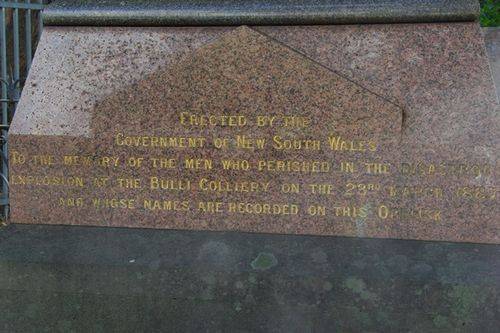 Erected by the
Government of New South Wales
To the memory of the men who perished in the disastrous
explosion at the Bulli Colliery on the 23rd March 1887
and whose names are recorded on this Obelisk